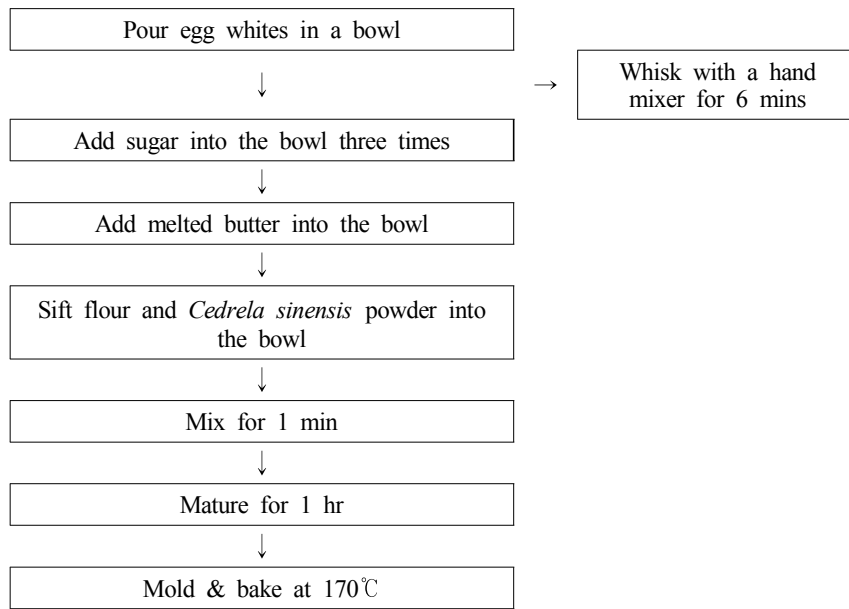 Pour egg whites in a bowl
↓
→
Whisk with a hand
mixer for 6 mins
Add sugar into the bowl three times
↓
Add melted butter into the bowl
↓
Sift flour and Cedrela sinensis powder into
the bowl
↓
Mix for 1 min
↓
Mature for 1 hr
↓
Mold & bake at 170℃